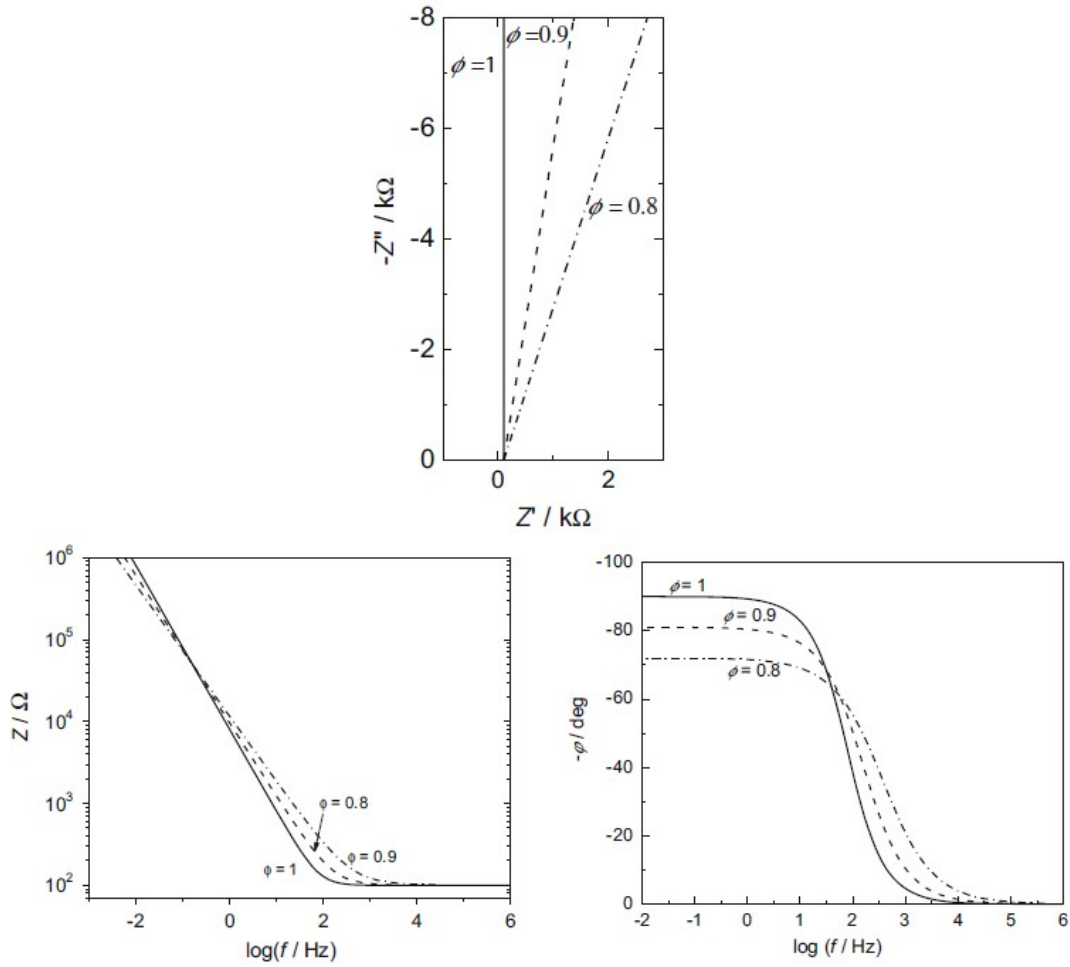 -8
ϕ=0.9
ϕ=1
-6
-Z" / kΩ
-4
ϕ = 0.8
-2
0
0 2
Z' / kΩ
10⁶
10⁵
Z / Ω
10⁴
10³
10²
ϕ = 0.8
ϕ = 0.9
ϕ = 1
-2 0 2 4 6
log(f / Hz)
-100
ϕ = 1
-80
ϕ = 0.9
ϕ = 0.8
-60
-φ / deg
-40
-20
0
-2 -1 0 1 2 3 4 5 6
log (f / Hz)